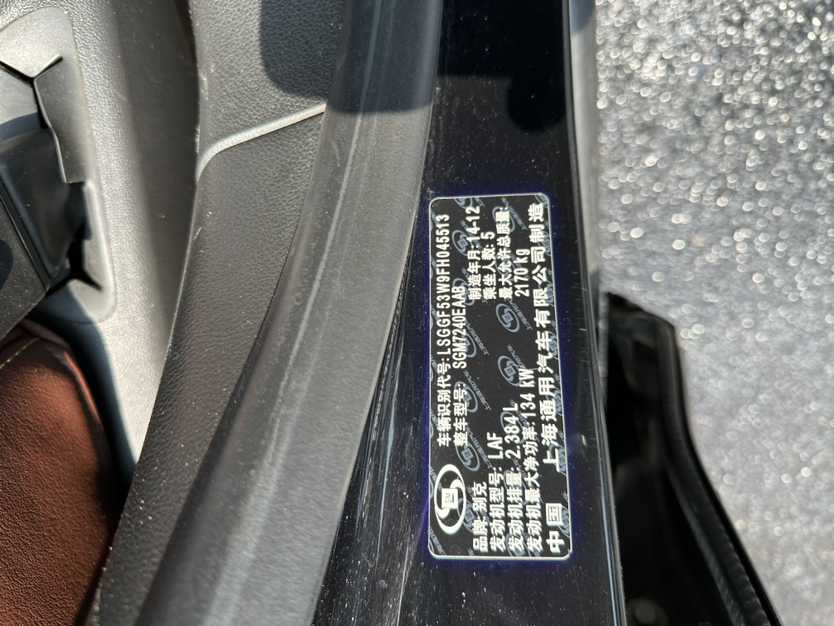 车辆识别代号:LSGGF53W9FH045513
整车型号: SGM7240EAAB
品牌:别克
制造年月:14-12
发动机型号: LAF
乘坐人数: 5
发动机排量: 2.384 L
最大允许总质量:
发动机最大净功率:134 kW
2170 kg
中国 上海通用汽车有限公司制造